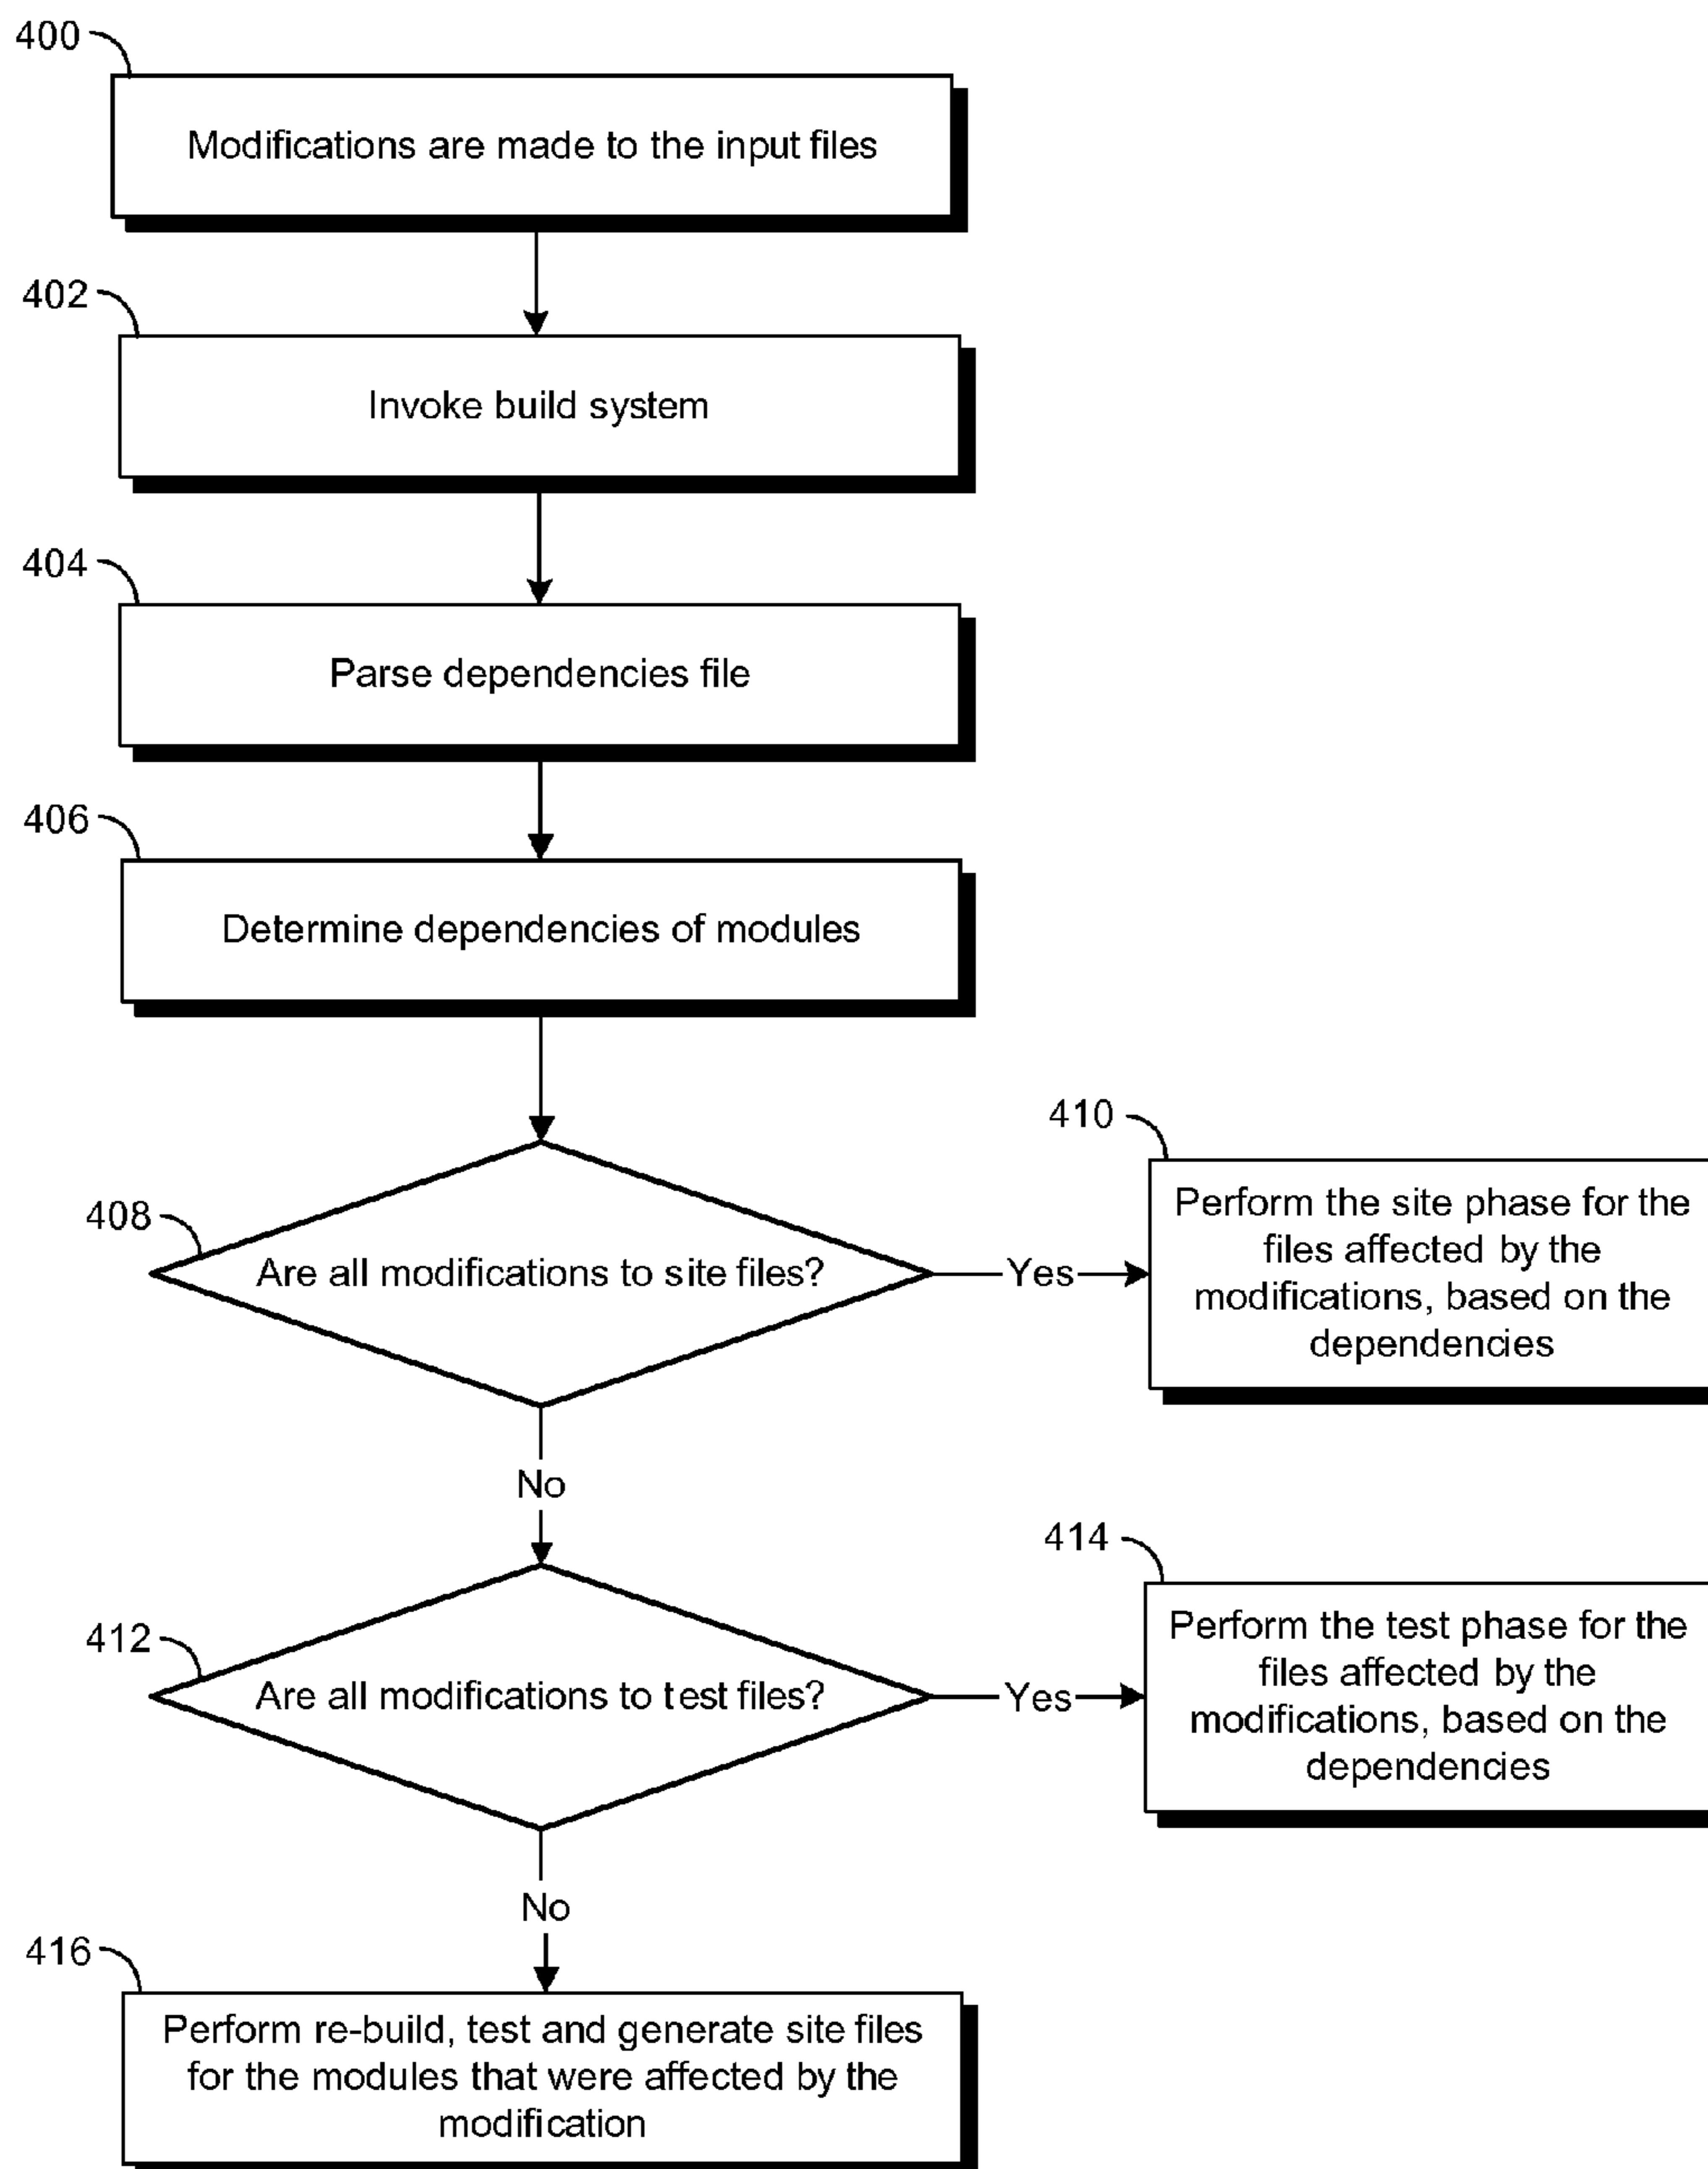 400
Modifications are made to the input files
402
Invoke build system
404
Parse dependencies file
406
Determine dependencies of modules
408
Are all modifications to site files?
Yes
410
Perform the site phase for the
files affected by the
modifications, based on the
dependencies
No
412
Are all modifications to test files?
Yes
414
Perform the test phase for the
files affected by the
modifications, based on the
dependencies
No
416
Perform re-build, test and generate site files
for the modules that were affected by the
modification